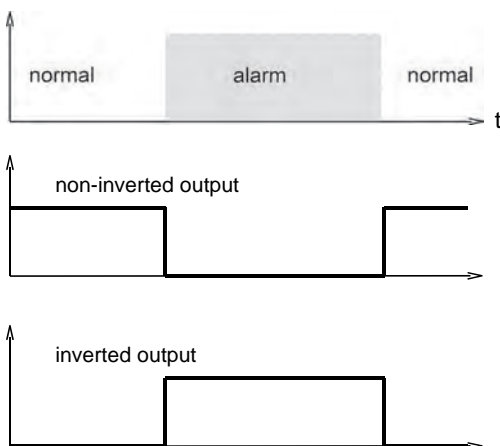 normal alarm normal
t
non-inverted output
inverted output